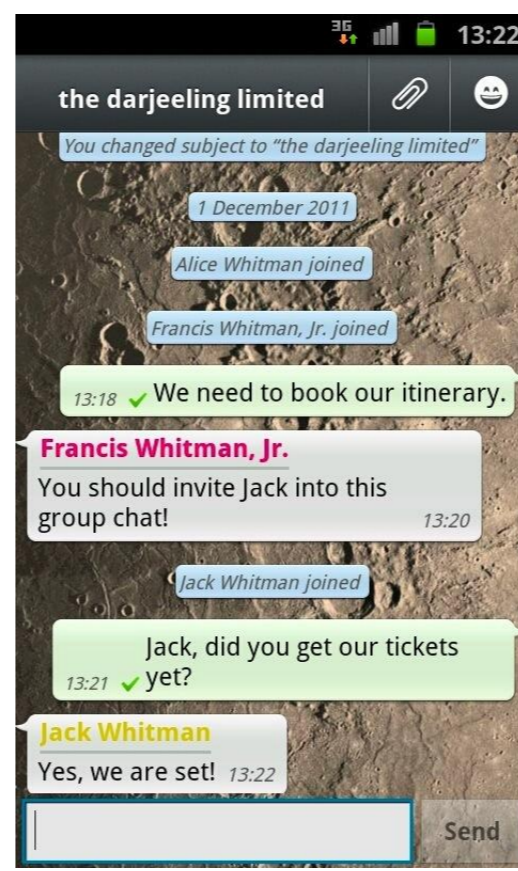 3G 13:22
the darjeeling limited
You changed subject to “the darjeeling limited”
1 December 2011
Alice Whitman joined
Francis Whitman, Jr. joined
13:18 We need to book our itinerary.
Francis Whitman, Jr.
You should invite Jack into this
group chat!
13:20
Jack Whitman joined
Jack, did you get our tickets
13:21 yet?
Jack Whitman
Yes, we are set! 13:22
Send